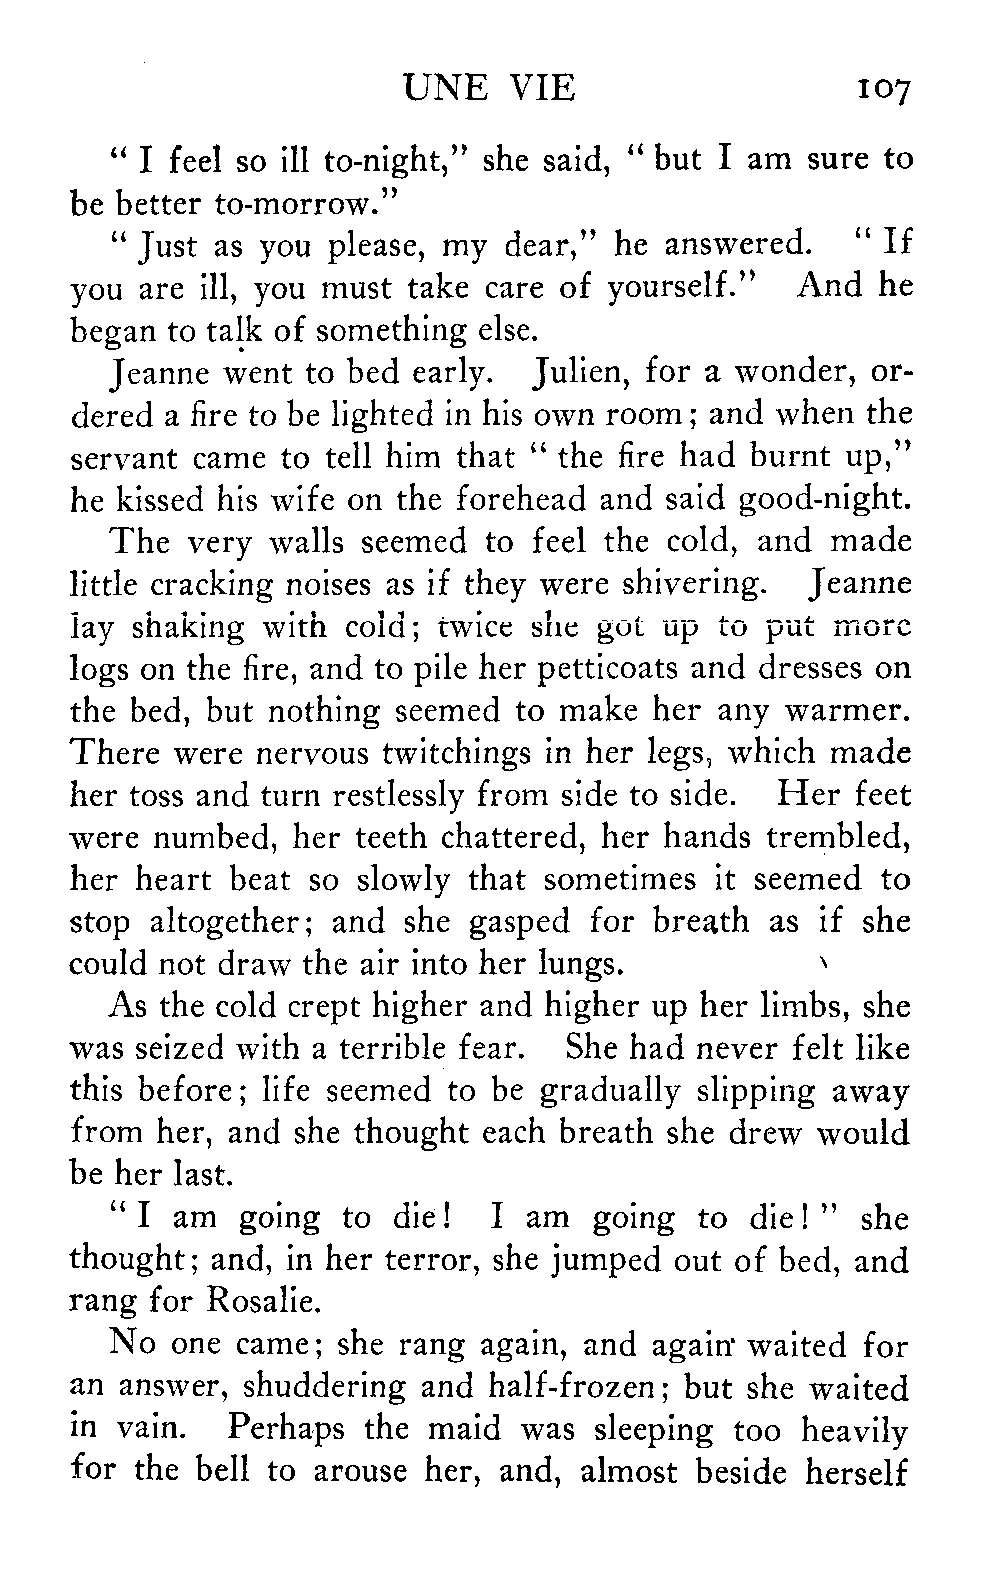 UNE VIE 107
" I feel so ill to-night," she said, " but I am sure to
be better to-morrow."
" Just as you please, my dear," he answered. " If
you are ill, you must take care of yourself." And he
began to talk of something else.
Jeanne went to bed early. Julien, for a wonder, or-
dered a fire to be lighted in his own room; and when the
servant came to tell him that " the fire had burnt up,"
he kissed his wife on the forehead and said good-night.
The very walls seemed to feel the cold, and made
little cracking noises as if they were shivering. Jeanne
lay shaking with cold; twice she got up to put more
logs on the fire, and to pile her petticoats and dresses on
the bed, but nothing seemed to make her any warmer.
There were nervous twitchings in her legs, which made
her toss and turn restlessly from side to side. Her feet
were numbed, her teeth chattered, her hands trembled,
her heart beat so slowly that sometimes it seemed to
stop altogether; and she gasped for breath as if she
could not draw the air into her lungs.
As the cold crept higher and higher up her limbs, she
was seized with a terrible fear. She had never felt like
this before; life seemed to be gradually slipping away
from her, and she thought each breath she drew would
be her last.
" I am going to die! I am going to die! " she
thought; and, in her terror, she jumped out of bed, and
rang for Rosalie.
No one came; she rang again, and again waited for
an answer, shuddering and half-frozen; but she waited
in vain. Perhaps the maid was sleeping too heavily
for the bell to arouse her, and, almost beside herself